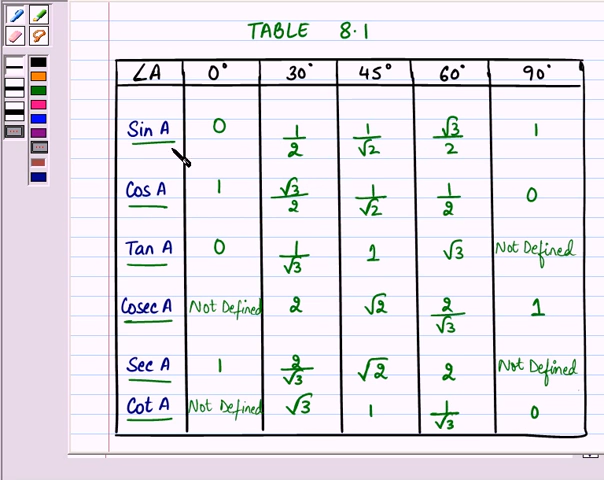 TABLE 8.1
∠A 0° 30° 45° 60° 90°
Sin A 0 1/2 1/√2 √3/2 1
Cos A 1 √3/2 1/√2 1/2 0
Tan A 0 1/√3 1 √3 Not Defined
Cosec A Not Defined 2 √2 2/√3 1
Sec A 1 2/√3 √2 2 Not Defined
Cot A Not Defined √3 1 1/√3 0